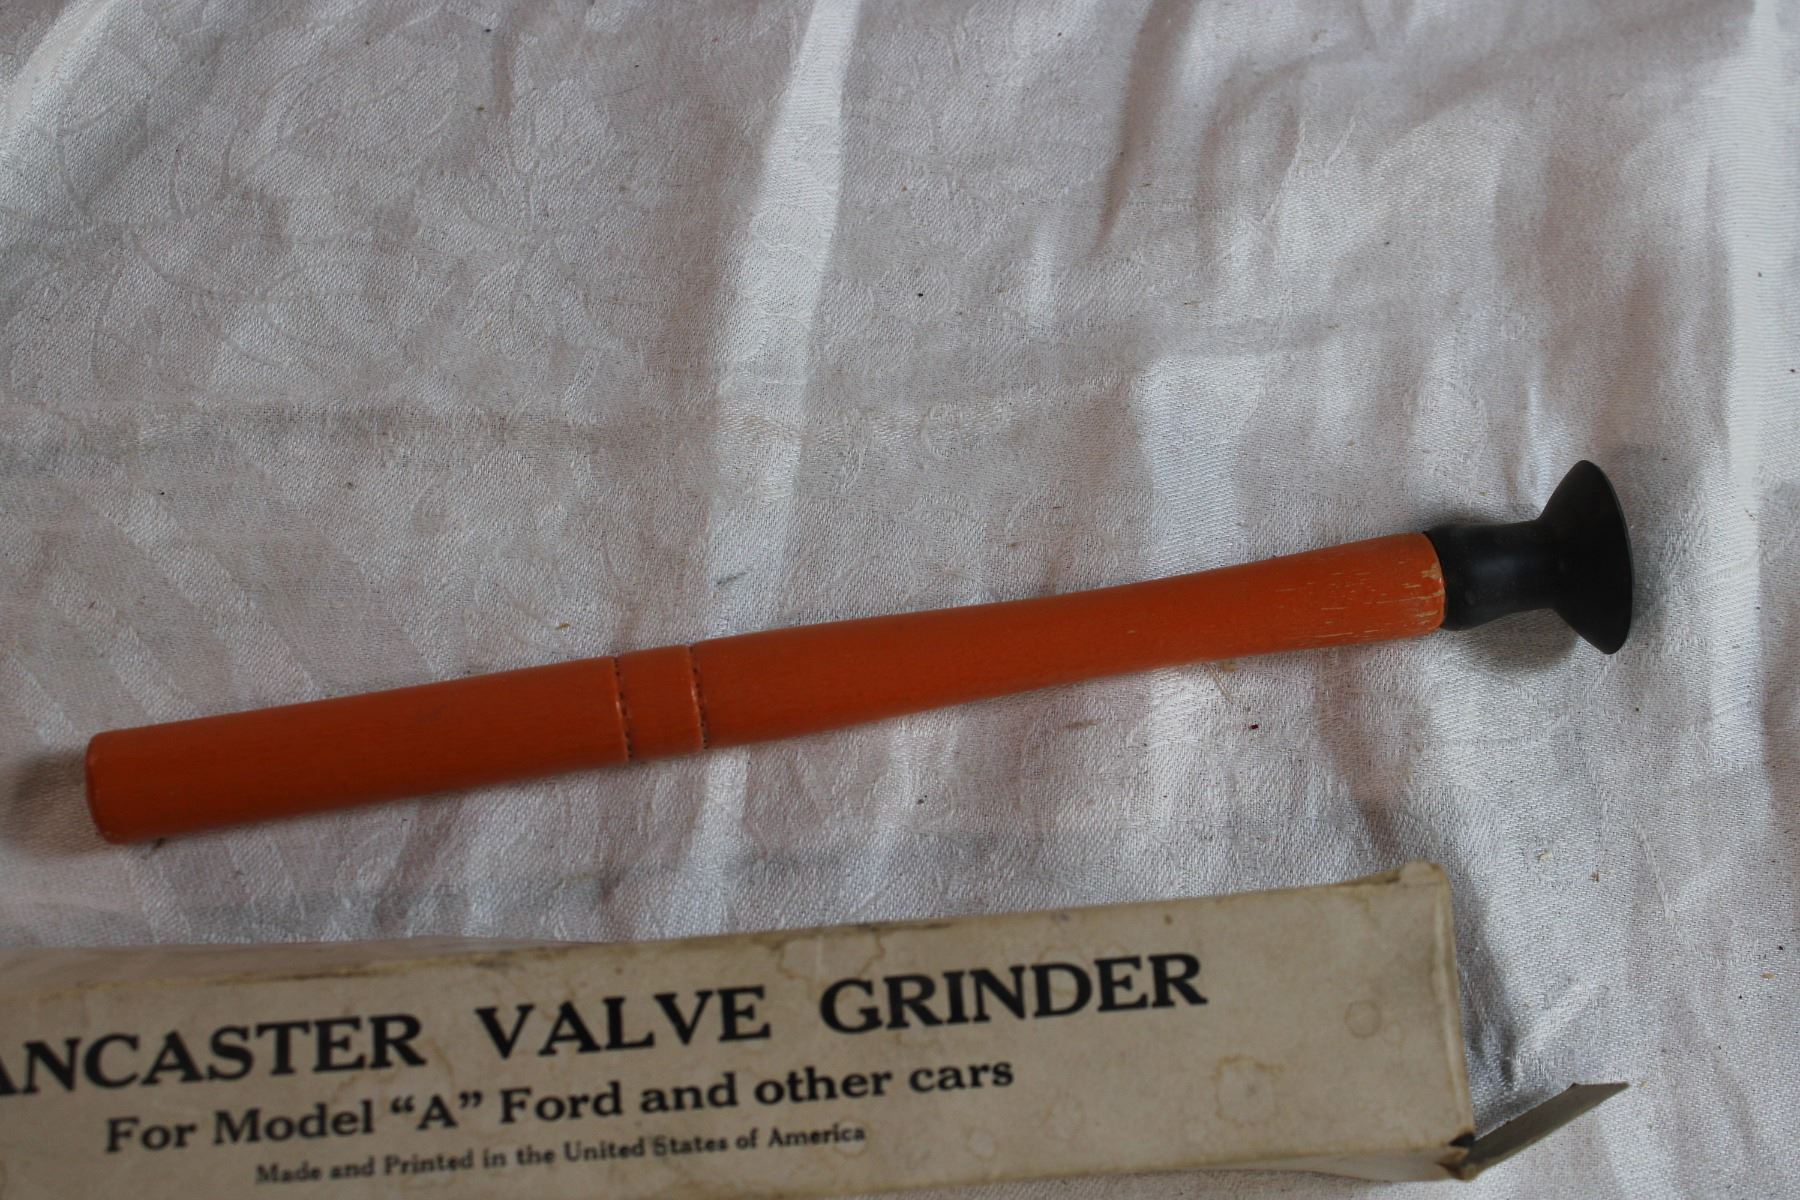 ANCASTER VALVE GRINDER
For Model “A” Ford and other cars
Made and Printed in the United States of America